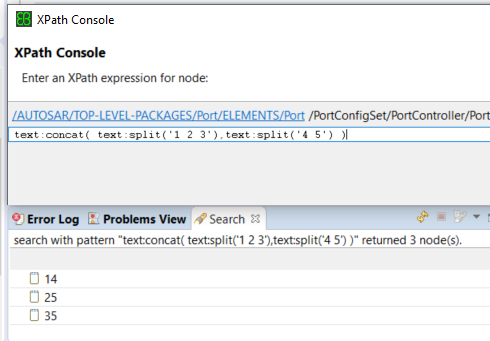 XPath Console
XPath Console
Enter an XPath expression for node:
/AUTOSAR/TOP-LEVEL-PACKAGES/Port/ELEMENTS/Port /PortConfigSet/PortController/Port
text:concat( text:split('1 2 3'),text:split('4 5') )
Error Log Problems View Search
search with pattern "text:concat( text:split('1 2 3'),text:split('4 5') )" returned 3 node(s).
14
25
35